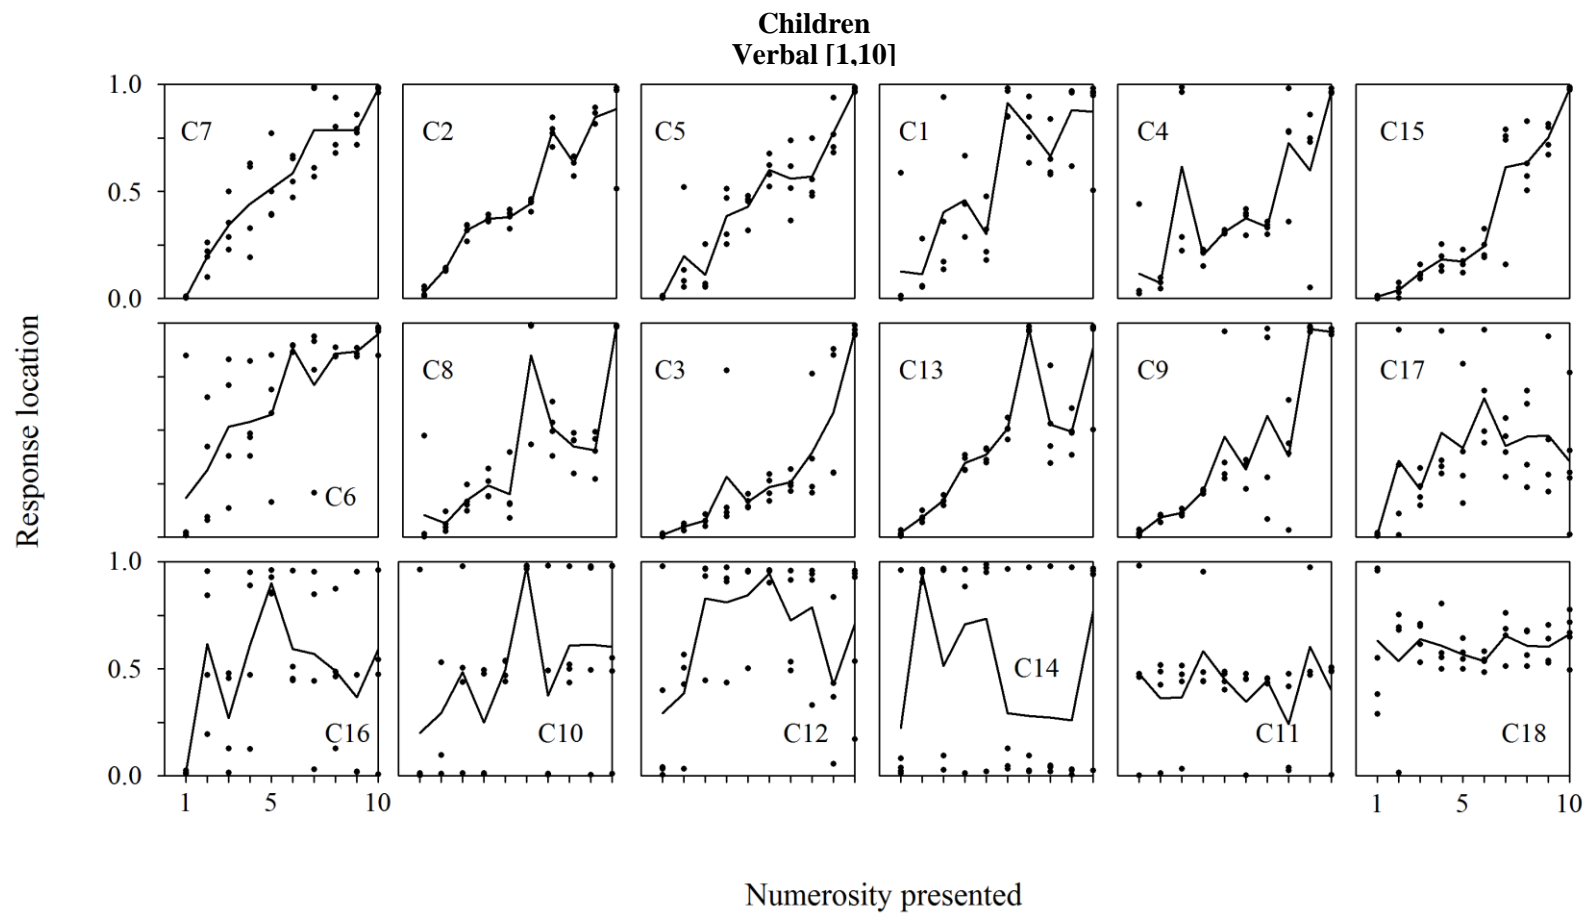 Children
Verbal [1,10]
1.0
C7
C2
C5
C1
C4
C15
0.5
0.0
C6
C8
C3
C13
C9
C17
Response location
1.0
0.5
C16
C10
C12
C14
C11
C18
0.0
1 5 10
1 5 10
Numerosity presented